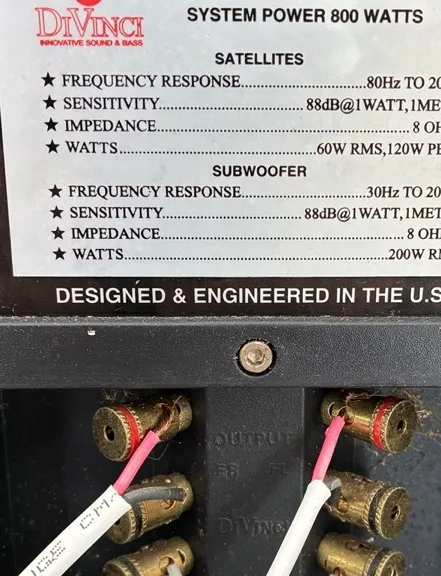 DIVINCI
INNOVATIVE SOUND & BASS
SYSTEM POWER 800 WATTS
SATELLITES
★ FREQUENCY RESPONSE....................80Hz TO 20
★ SENSITIVITY........................88dB@1WATT,1ME
★ IMPEDANCE..............................................8 O
★ WATTS...............................60W RMS,120W P
SUBWOOFER
★ FREQUENCY RESPONSE....................30Hz TO 20
★ SENSITIVITY........................88dB@1WATT,1MET
★ IMPEDANCE..............................................8 OH
★ WATTS................................................200W R
DESIGNED & ENGINEERED IN THE U.S
OUTPUT
FR FL
DIVINCI